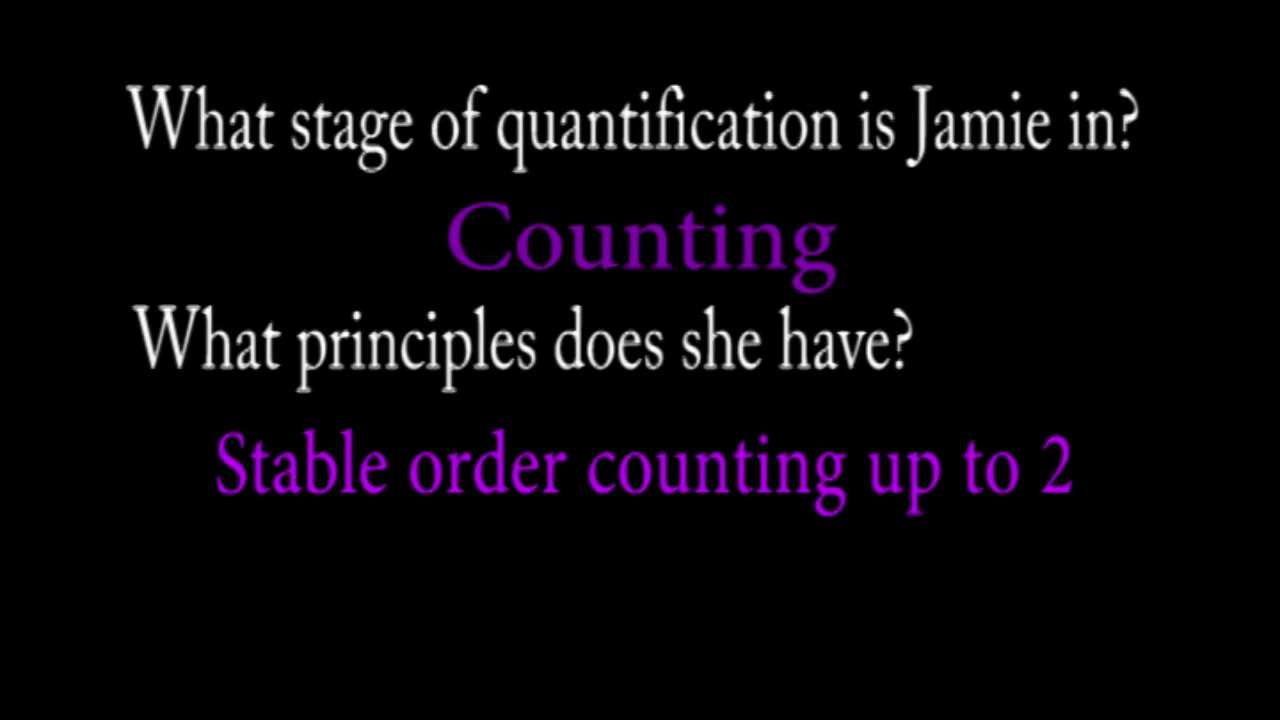 What stage of quantification is Jamie in?
Counting
What principles does she have?
Stable order counting up to 2